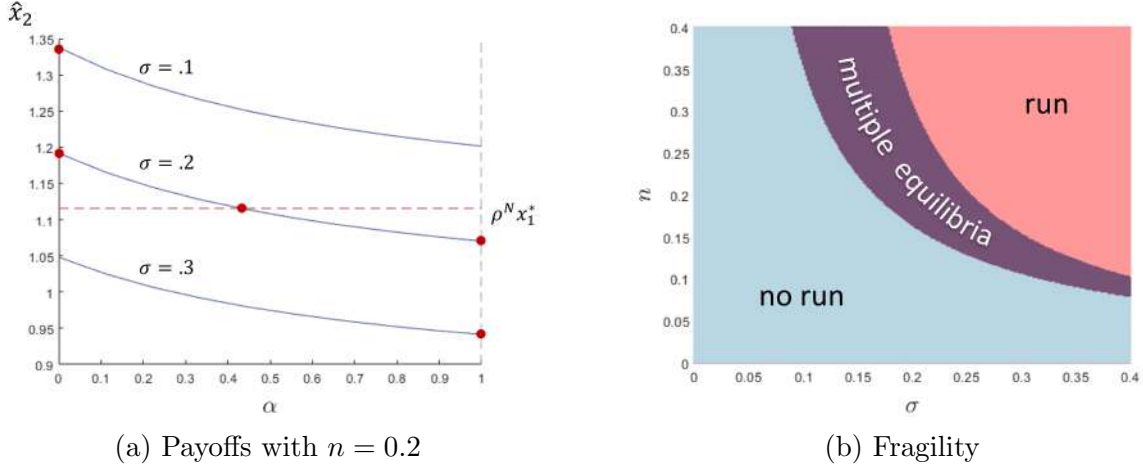 x̂₂
1.35
1.3
1.25
1.2
1.15
1.1
1.05
1
0.95
0.9
σ = .1
σ = .2
σ = .3
ρᴺx₁*
0 0.1 0.2 0.3 0.4 0.5 0.6 0.7 0.8 0.9 1
α
(a) Payoffs with n = 0.2
0.4
0.35
0.3
0.25
0.2
0.15
0.1
0.05
0
n
run
multiple equilibria
no run
0 0.05 0.1 0.15 0.2 0.25 0.3 0.35 0.4
σ
(b) Fragility